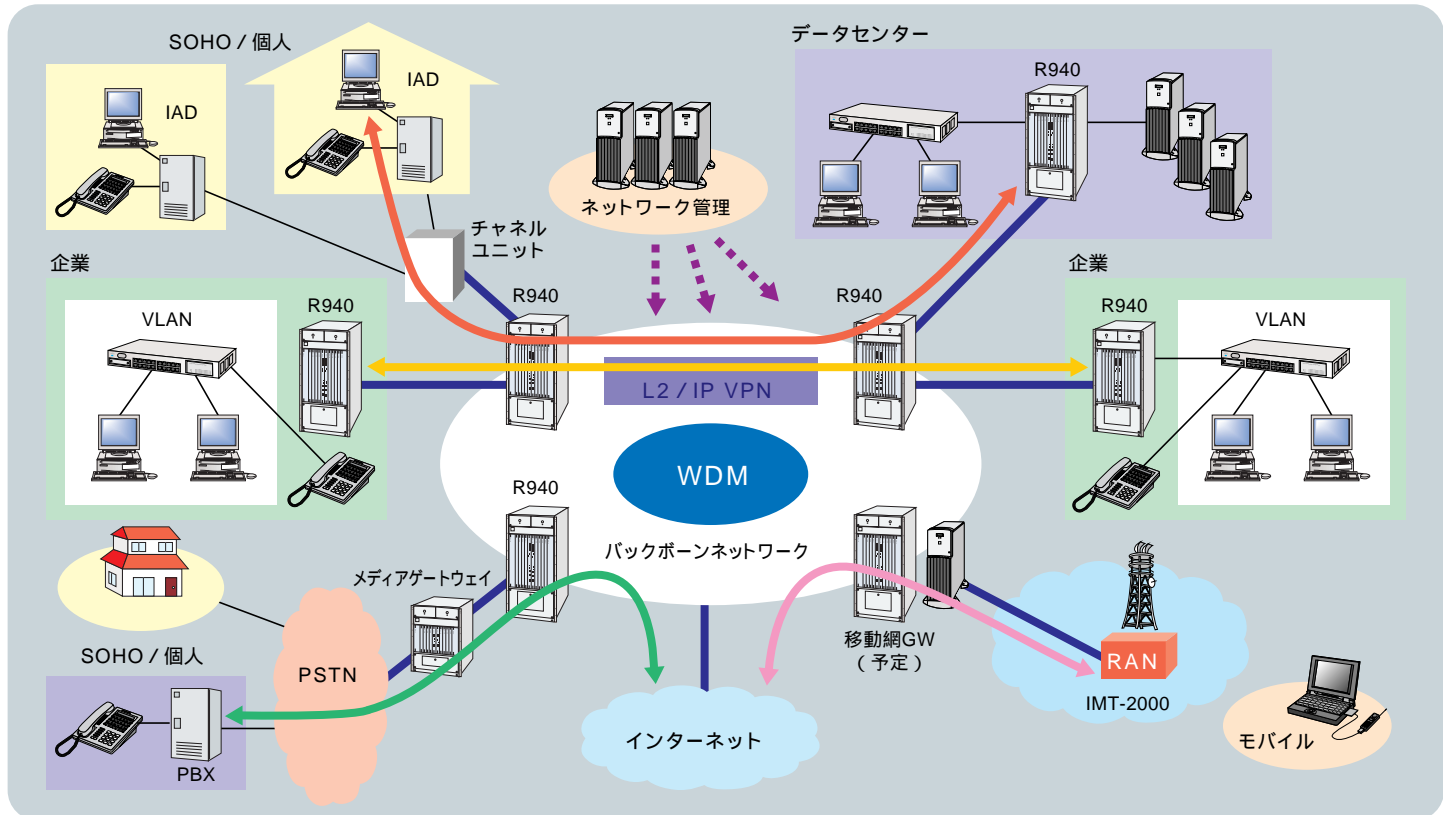 SOHO / 個人
IAD
IAD
データセンター
R940
ネットワーク管理
チャネル
ユニット
企業
VLAN
R940
R940
R940
企業
R940
VLAN
L2 / IP VPN
WDM
バックボーンネットワーク
R940
メディアゲートウェイ
SOHO / 個人
PSTN
PBX
インターネット
移動網GW
(予定)
RAN
IMT-2000
モバイル